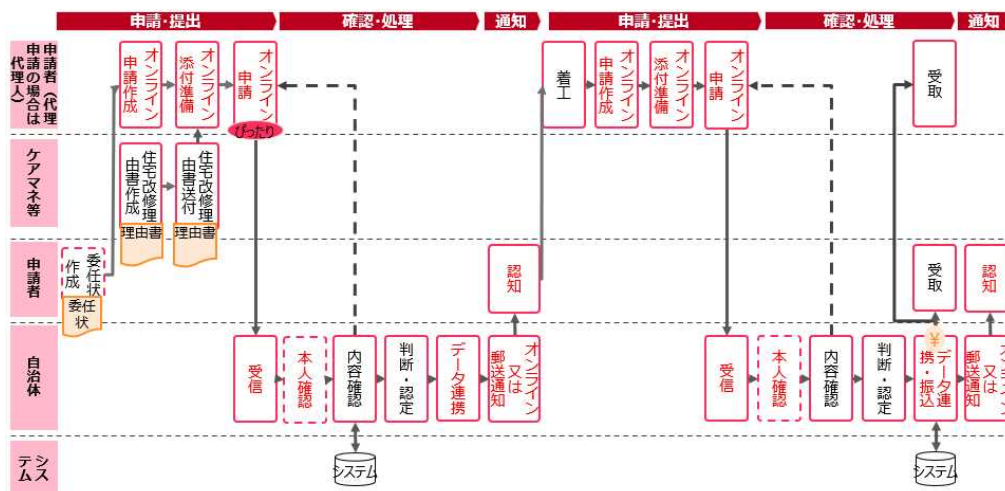 申請・提出
確認・処理
通知
申請・提出
確認・処理
通知
申請者（代理
申請の場合は
代理人）
オンライン
申請作成
オンライン
添付準備
オンライン
申請
ぴったり
着工
オンライン
申請作成
オンライン
添付準備
オンライン
申請
受取
ケアマネ等
住宅改修理
由書作成
理由書
住宅改修理
由書送付
理由書
申請者
委任状
作成
委任
状
認知
受取
認知
自治体
受信
本人確認
内容確認
判断・認定
データ連携
オンライン
又は
郵送通知
受信
本人確認
内容確認
判断・認定
¥
データ連
携・振込
オンライン
又は
郵送通知
シス
テム
システム
システム